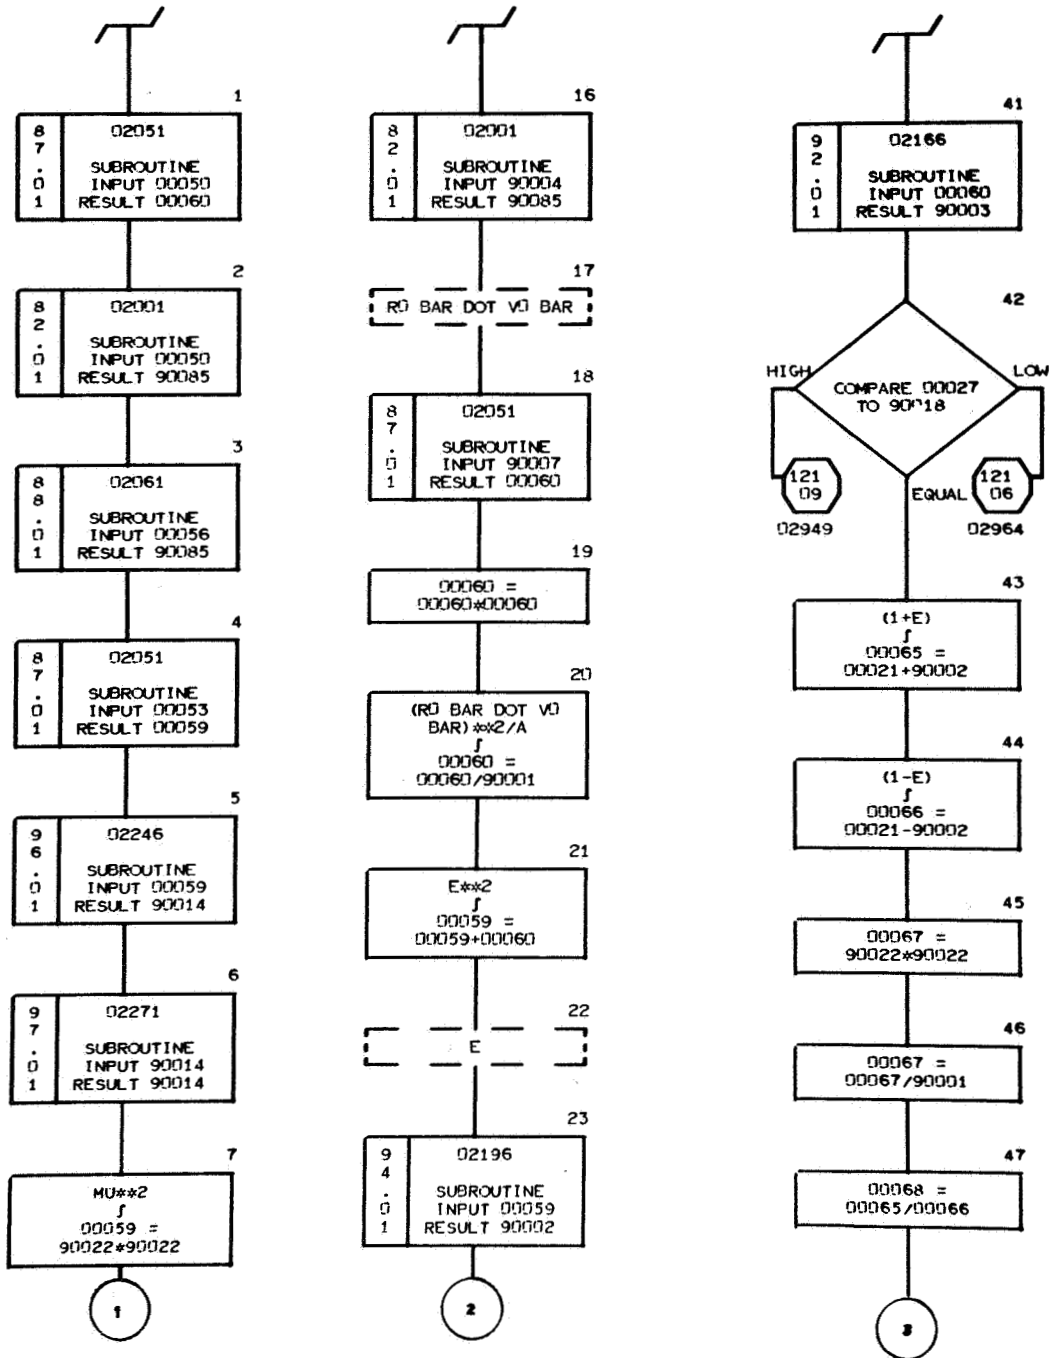 1
8
7
.
0
1
02051
SUBROUTINE
INPUT 00050
RESULT 00060
2
8
2
.
0
1
02001
SUBROUTINE
INPUT 00050
RESULT 90085
3
8
8
.
0
1
02061
SUBROUTINE
INPUT 00056
RESULT 90085
4
8
7
.
0
1
02051
SUBROUTINE
INPUT 00053
RESULT 00059
5
9
6
.
0
1
02246
SUBROUTINE
INPUT 00059
RESULT 90014
6
9
7
.
0
1
02271
SUBROUTINE
INPUT 90014
RESULT 90014
7
MU**2
∫
00059 =
90022*90022
1
16
8
2
.
0
1
02001
SUBROUTINE
INPUT 90004
RESULT 90085
17
R0 BAR DOT V0 BAR
18
8
7
.
0
1
02051
SUBROUTINE
INPUT 90007
RESULT 00060
19
00060 =
00060*00060
20
(R0 BAR DOT V0
BAR)**2/A
∫
00060 =
00060/90001
21
E**2
∫
00059 =
00059+00060
22
E
23
9
4
.
0
1
02196
SUBROUTINE
INPUT 00059
RESULT 90002
2
41
9
2
.
0
1
02166
SUBROUTINE
INPUT 00060
RESULT 90003
42
HIGH
LOW
COMPARE 00027
TO 90018
121
09
EQUAL
121
06
02949
02964
43
(1+E)
∫
00065 =
00021+90002
44
(1-E)
∫
00066 =
00021-90002
45
00067 =
90022*90022
46
00067 =
00067/90001
47
00068 =
00065/00066
3